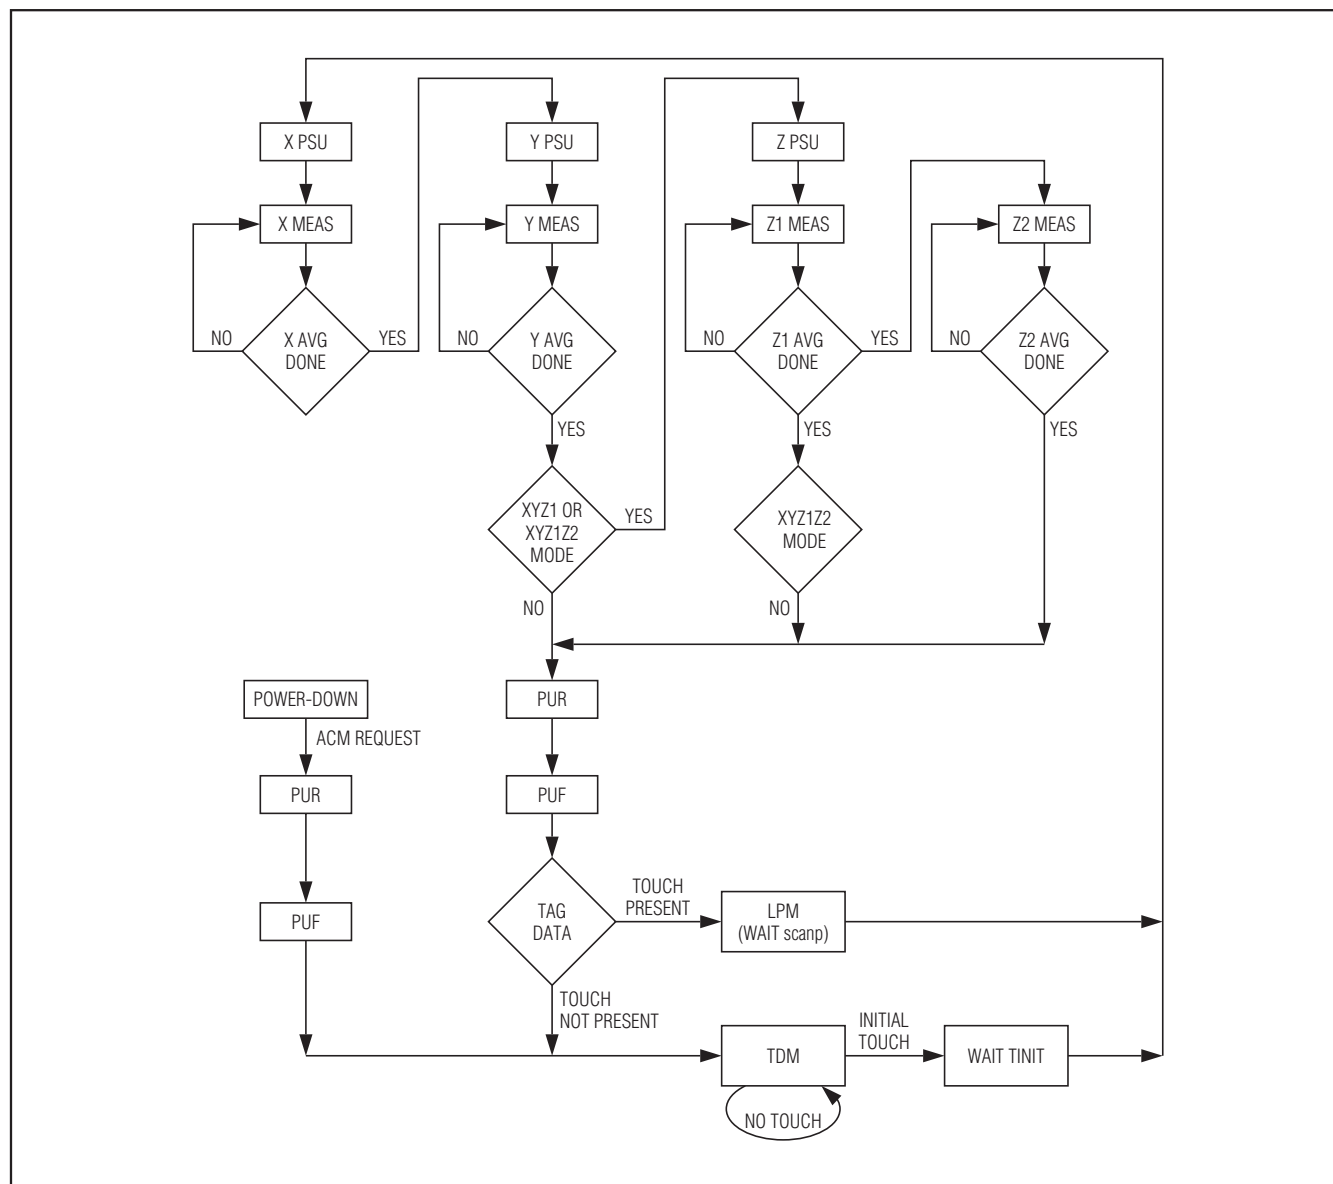 X PSU
Y PSU
Z PSU
X MEAS
Y MEAS
Z1 MEAS
Z2 MEAS
NO
X AVG
DONE
YES
NO
Y AVG
DONE
NO
Z1 AVG
DONE
YES
NO
Z2 AVG
DONE
YES
YES
YES
XYZ1 OR
XYZ1Z2
MODE
YES
XYZ1Z2
MODE
NO
NO
POWER-DOWN
PUR
ACM REQUEST
PUR
PUF
PUF
TAG
DATA
TOUCH
PRESENT
LPM
(WAIT scanp)
TOUCH
NOT PRESENT
TDM
INITIAL
TOUCH
WAIT TINIT
NO TOUCH